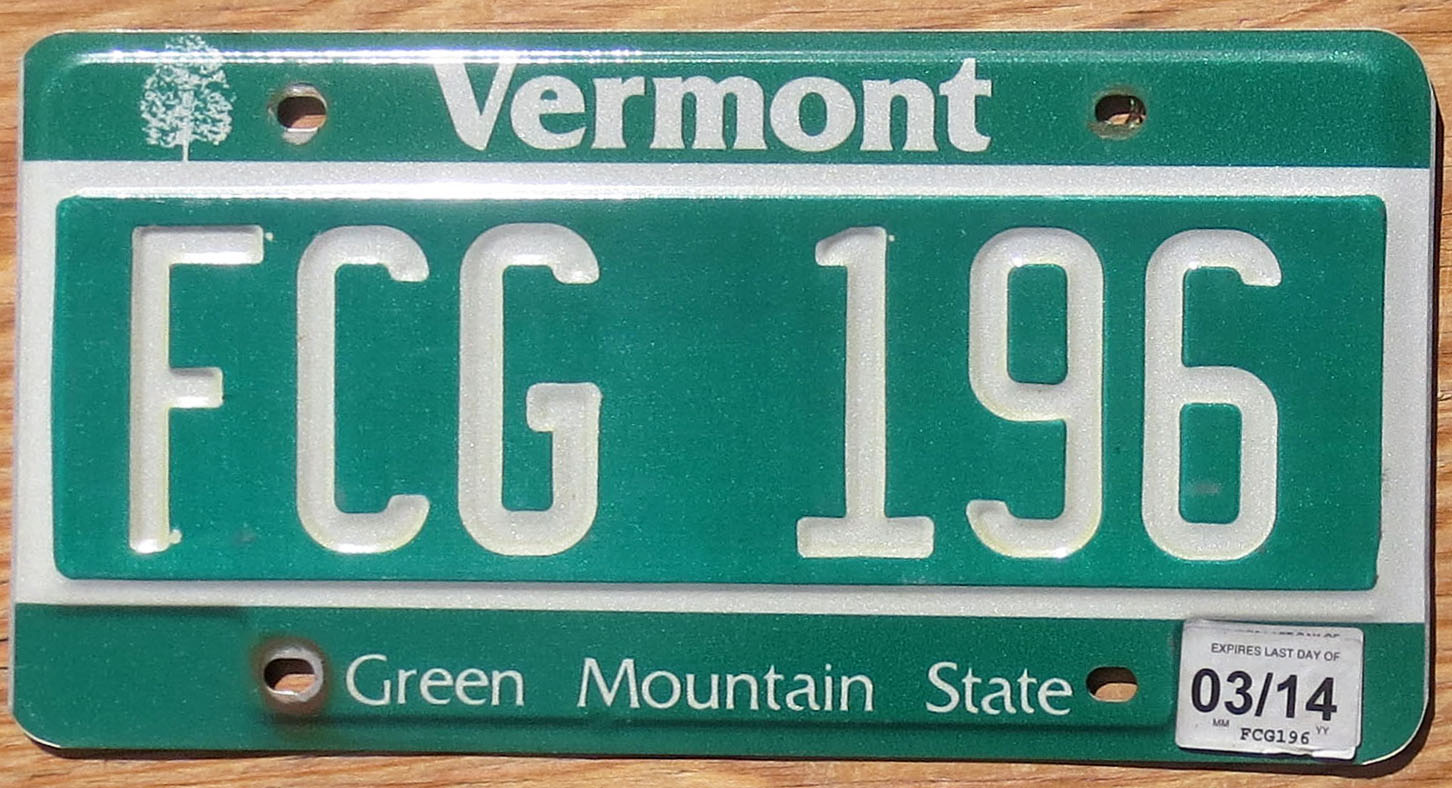 Vermont
FCG 196
Green Mountain State
EXPIRES LAST DAY OF
03/14
MM YY
FCG196